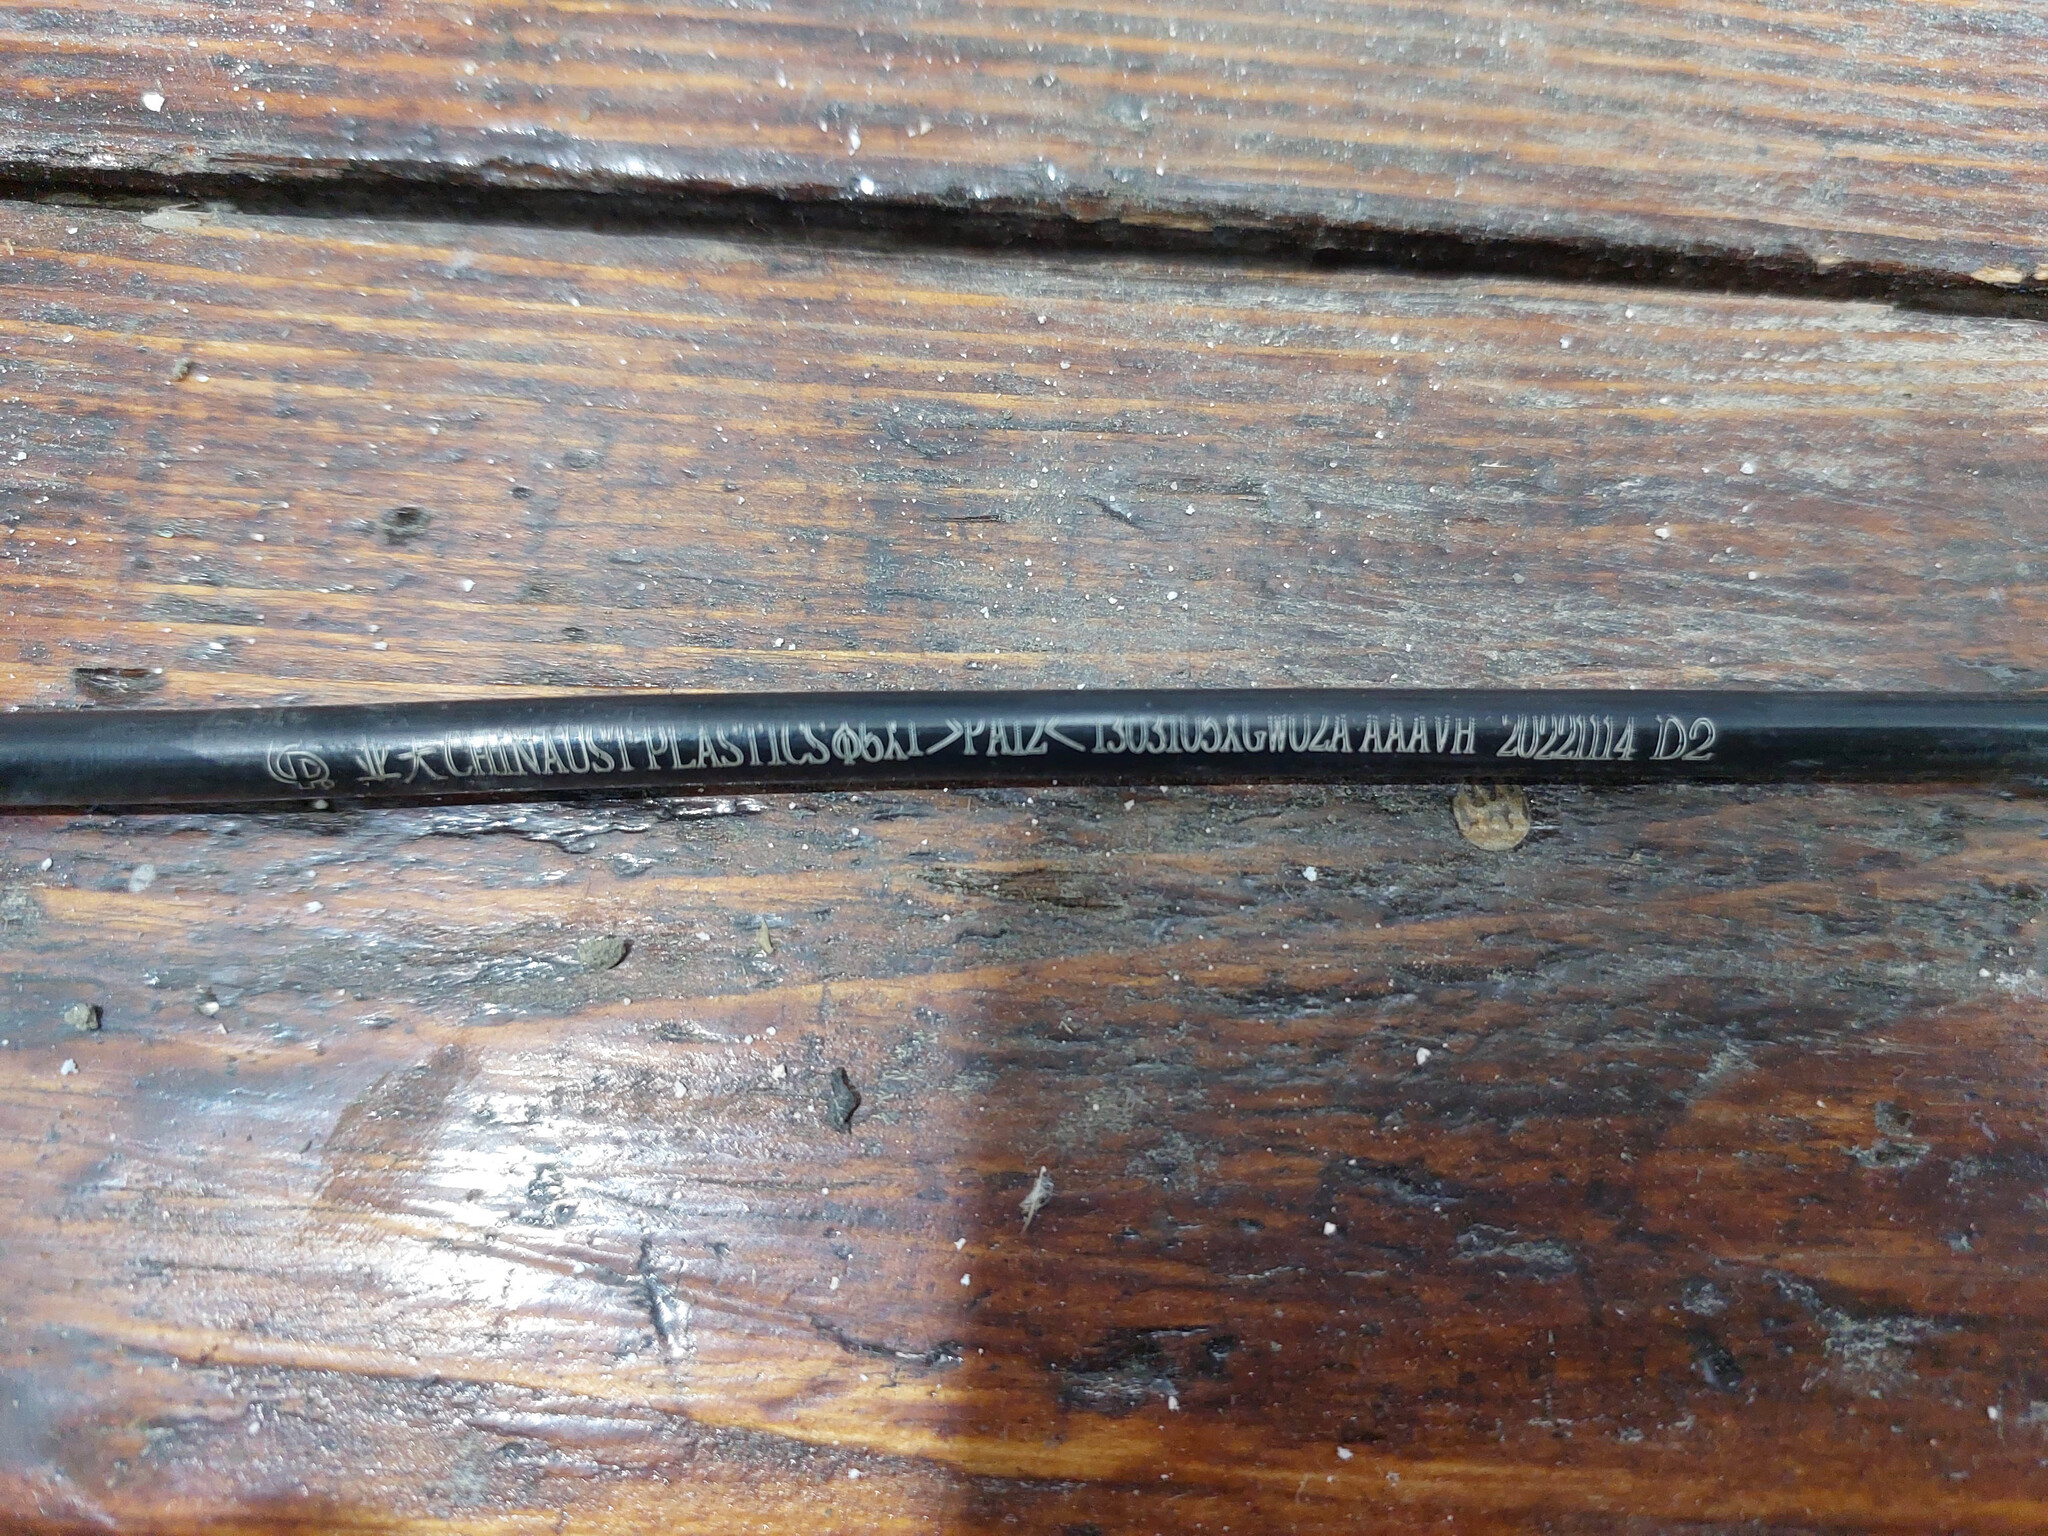 亚大 CHINAUST PLASTICS Φ6X1 >PA12< 1303105XGW02A AAAVH 20221114 D2